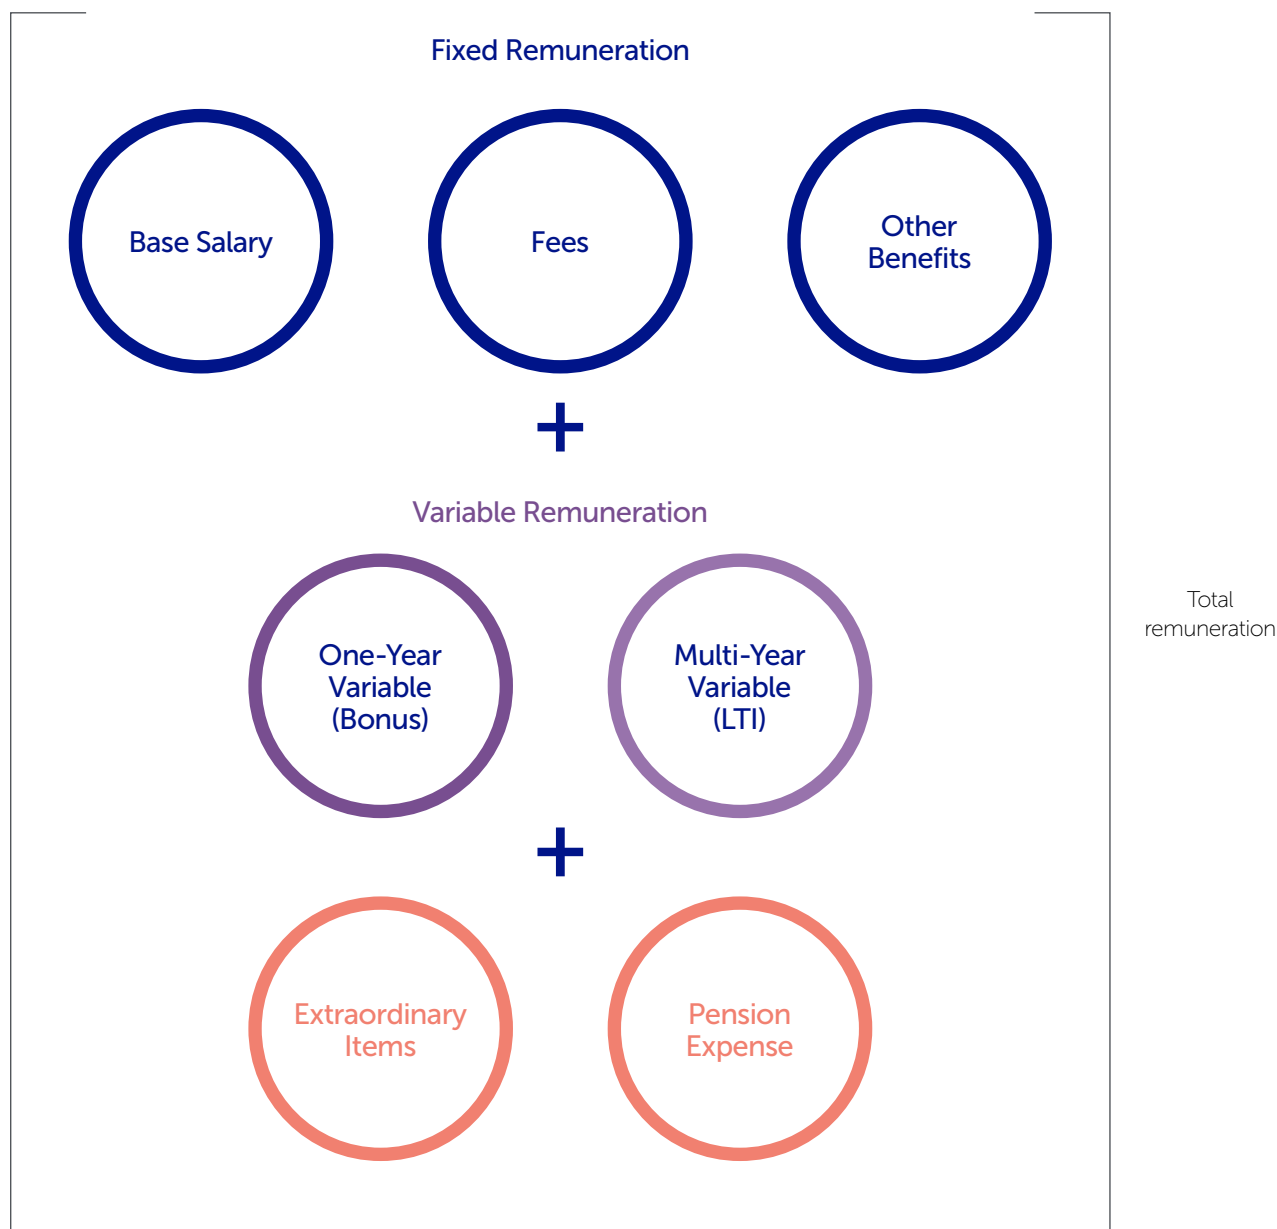 Fixed Remuneration
Base Salary
Fees
Other
Benefits
+
Variable Remuneration
One-Year
Variable
(Bonus)
Multi-Year
Variable
(LTI)
+
Extraordinary
Items
Pension
Expense
Total
remuneration